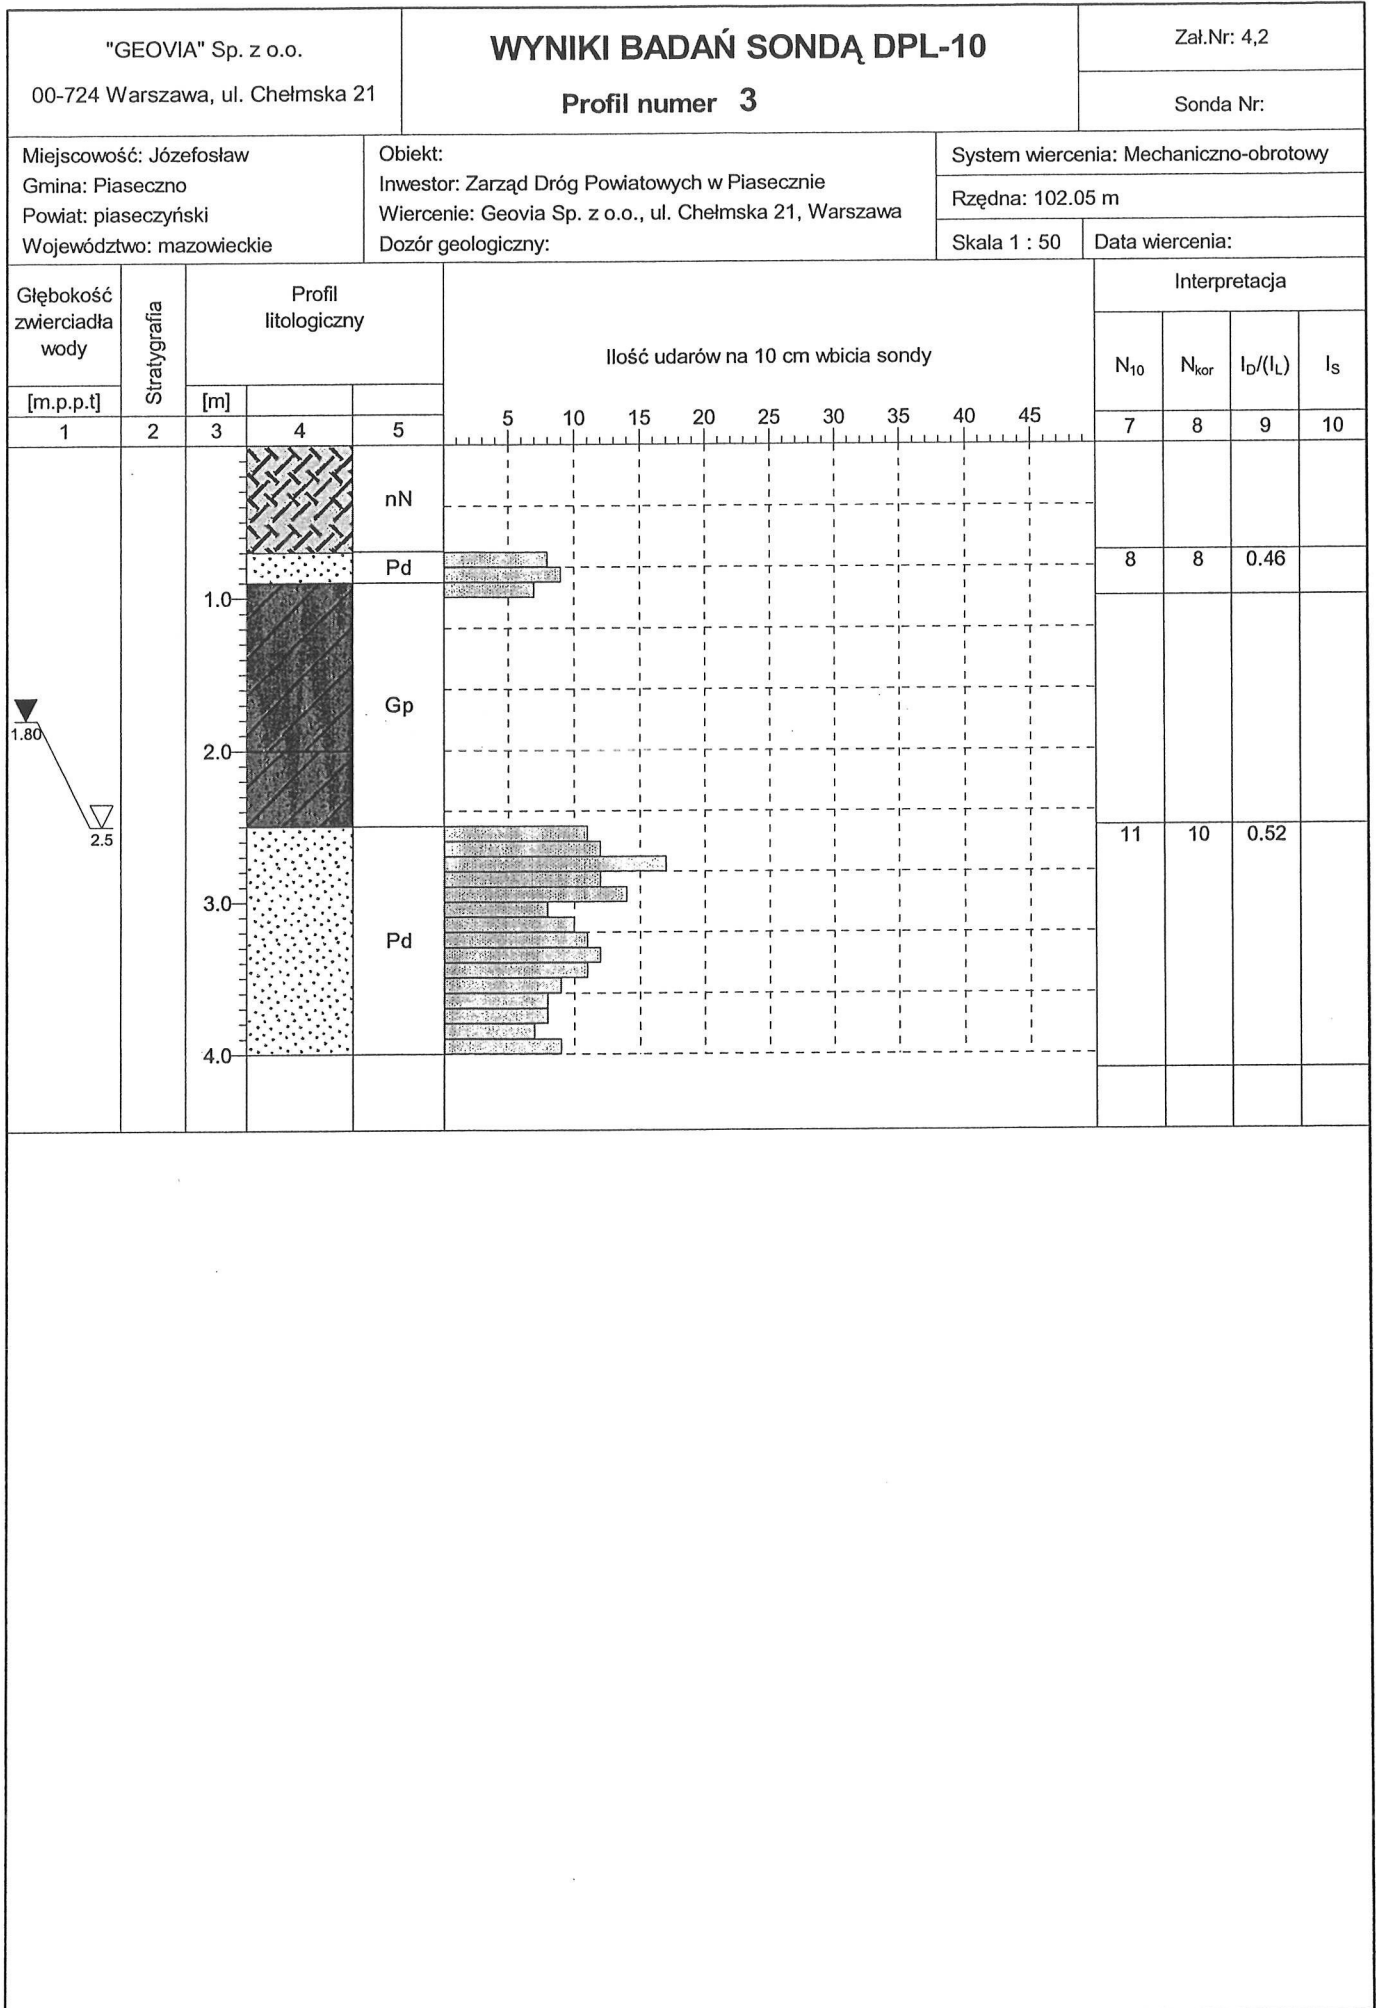 "GEOVIA" Sp. z o.o.
00-724 Warszawa, ul. Chełmska 21
WYNIKI BADAŃ SONDĄ DPL-10
Profil numer 3
Zał.Nr: 4,2
Sonda Nr:
Miejscowość: Józefosław
Gmina: Piaseczno
Powiat: piaseczyński
Województwo: mazowieckie
Obiekt:
Inwestor: Zarząd Dróg Powiatowych w Piasecznie
Wiercenie: Geovia Sp. z o.o., ul. Chełmska 21, Warszawa
Dozór geologiczny:
System wiercenia: Mechaniczno-obrotowy
Rzędna: 102.05 m
Skala 1 : 50
Data wiercenia:
Głębokość
zwierciadła
wody
[m.p.p.t]
Stratygrafia
Profil
litologiczny
[m]
Ilość udarów na 10 cm wbicia sondy
Interpretacja
N10 Nkor ID/(IL) IS
5 10 15 20 25 30 35 40 45
1 2 3 4 5 7 8 9 10
nN
Pd
8 8 0.46
1.0
Gp
1.80
2.0
2.5
11 10 0.52
3.0
Pd
4.0